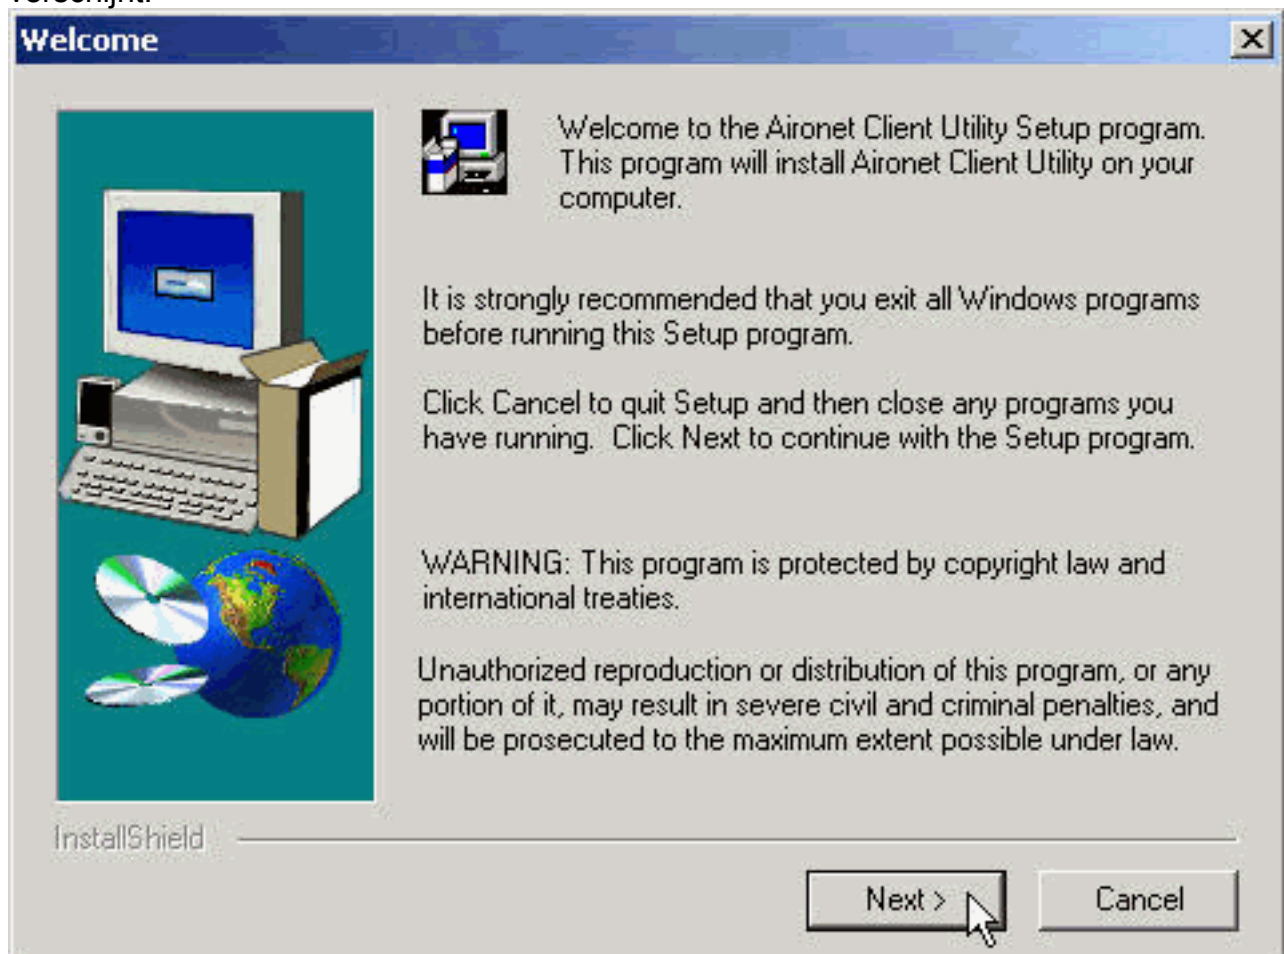 verschijnt.
Welcome
Welcome to the Aironet Client Utility Setup program.
This program will install Aironet Client Utility on your
computer.
It is strongly recommended that you exit all Windows programs
before running this Setup program.
Click Cancel to quit Setup and then close any programs you
have running.  Click Next to continue with the Setup program.
WARNING: This program is protected by copyright law and
international treaties.
Unauthorized reproduction or distribution of this program, or any
portion of it, may result in severe civil and criminal penalties, and
will be prosecuted to the maximum extent possible under law.
InstallShield
Next >
Cancel